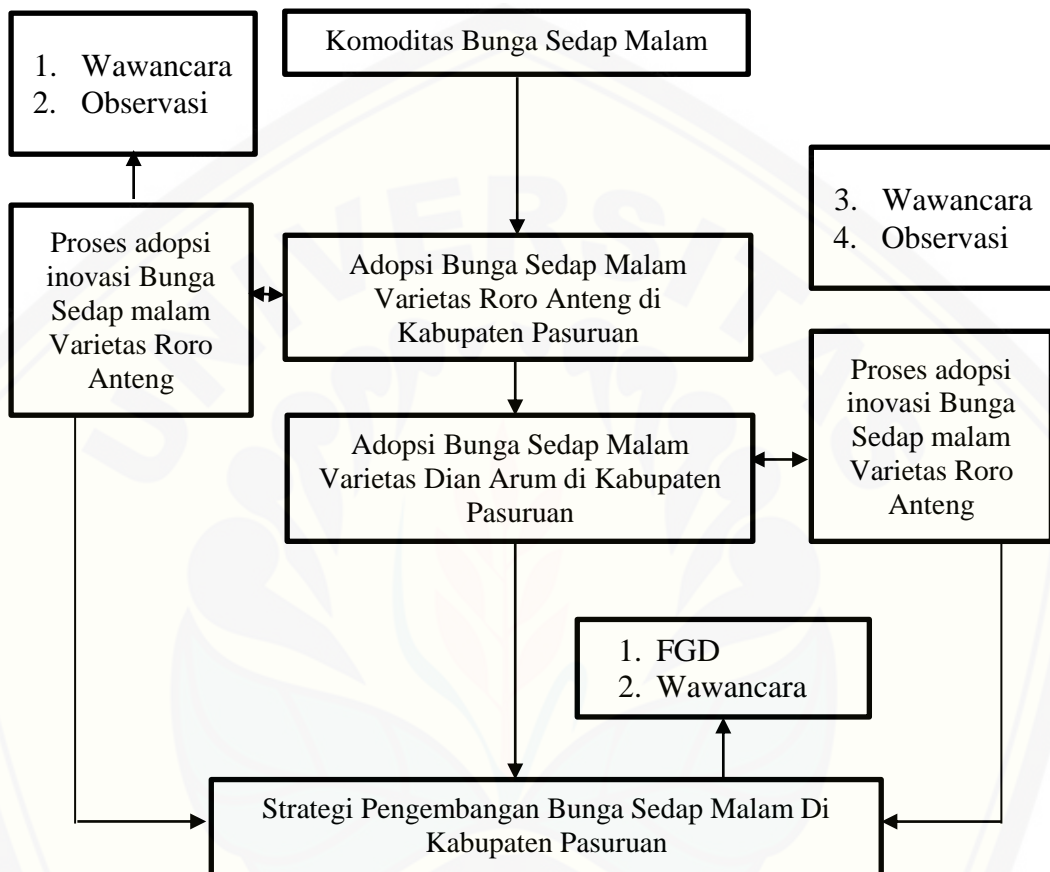 Komoditas Bunga Sedap Malam
1. Wawancara
2. Observasi
3. Wawancara
4. Observasi
Proses adopsi
inovasi Bunga
Sedap malam
Varietas Roro
Anteng
Adopsi Bunga Sedap Malam
Varietas Roro Anteng di
Kabupaten Pasuruan
Proses adopsi
inovasi Bunga
Sedap malam
Varietas Roro
Anteng
Adopsi Bunga Sedap Malam
Varietas Dian Arum di Kabupaten
Pasuruan
1. FGD
2. Wawancara
Strategi Pengembangan Bunga Sedap Malam Di
Kabupaten Pasuruan
UNIVERSITAS